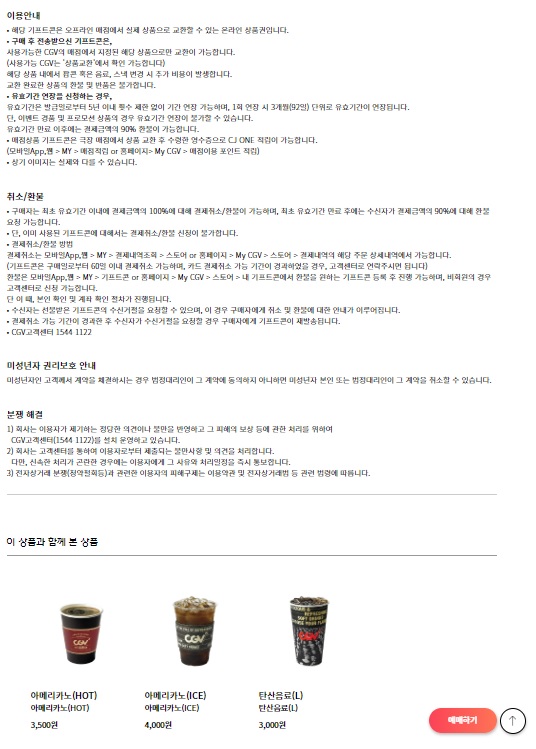 이용안내
• 해당 기프트콘은 오프라인 매점에서 실제 상품으로 교환할 수 있는 온라인 상품권입니다.
• 구매 후 전송받으신 기프트콘은,
사용가능한 CGV의 매점에서 지정된 해당 상품으로만 교환이 가능합니다.
(사용가능 CGV는 '상품교환'에서 확인 가능합니다)
해당 상품 내에서 팝콘 혹은 음료, 스낵 변경 시 추가 비용이 발생합니다.
교환 완료한 상품의 환불 및 반품은 불가합니다.
• 유효기간 연장을 신청하는 경우,
유효기간은 발급일로부터 5년 이내 횟수 제한 없이 기간 연장 가능하며, 1회 연장 시 3개월(92일) 단위로 유효기간이 연장됩니다.
단, 이벤트 경품 및 프로모션 상품의 경우 유효기간 연장이 불가할 수 있습니다.
유효기간 만료 이후에는 결제금액의 90% 환불이 가능합니다.
• 매점상품 기프트콘은 극장 매점에서 상품 교환 후 수령한 영수증으로 CJ ONE 적립이 가능합니다.
(모바일App,웹 > MY > 매점적립 or 홈페이지> My CGV > 매점이용 포인트 적립)
• 상기 이미지는 실제와 다를 수 있습니다.
취소/환불
• 구매자는 최초 유효기간 이내에 결제금액의 100%에 대해 결제취소/환불이 가능하며, 최초 유효기간 만료 후에는 수신자가 결제금액의 90%에 대해 환불
요청 가능합니다.
• 단, 이미 사용된 기프트콘에 대해서는 결제취소/환불 신청이 불가합니다.
• 결제취소/환불 방법
결제취소는 모바일App,웹 > MY > 결제내역조회 > 스토어 or 홈페이지 > My CGV > 스토어 > 결제내역의 해당 주문 상세내역에서 가능합니다.
(기프트콘은 구매일로부터 60일 이내 결제취소 가능하며, 카드 결제취소 가능 기간이 경과하였을 경우, 고객센터로 연락주시면 됩니다)
환불은 모바일App,웹 > MY > 기프트콘 or 홈페이지 > My CGV > 스토어 > 내 기프트콘에서 환불을 원하는 기프트콘 등록 후 진행 가능하며, 비회원의 경우
고객센터로 신청 가능합니다.
단 이 때, 본인 확인 및 계좌 확인 절차가 진행됩니다.
• 수신자는 선물받은 기프트콘의 수신거절을 요청할 수 있으며, 이 경우 구매자에게 취소 및 환불에 대한 안내가 이루어집니다.
• 결제취소 가능 기간이 경과한 후 수신자가 수신거절을 요청할 경우 구매자에게 기프트콘이 재발송됩니다.
• CGV고객센터 1544 1122
미성년자 권리보호 안내
미성년자인 고객께서 계약을 체결하시는 경우 법정대리인이 그 계약에 동의하지 아니하면 미성년자 본인 또는 법정대리인이 그 계약을 취소할 수 있습니다.
분쟁 해결
1) 회사는 이용자가 제기하는 정당한 의견이나 불만을 반영하고 그 피해의 보상 등에 관한 처리를 위하여
CGV고객센터(1544 1122)를 설치 운영하고 있습니다.
2) 회사는 고객센터를 통하여 이용자로부터 제출되는 불만사항 및 의견을 처리합니다.
다만, 신속한 처리가 곤란한 경우에는 이용자에게 그 사유와 처리일정을 즉시 통보합니다.
3) 전자상거래 분쟁(청약철회등)과 관련한 이용자의 피해구제는 이용약관 및 전자상거래법 등 관련 법령에 따릅니다.
이 상품과 함께 본 상품
CGV
CGV
CGV
아메리카노(HOT)
아메리카노(ICE)
탄산음료(L)
아메리카노(HOT)
아메리카노(ICE)
탄산음료(L)
3,500원
4,000원
3,000원
예매하기